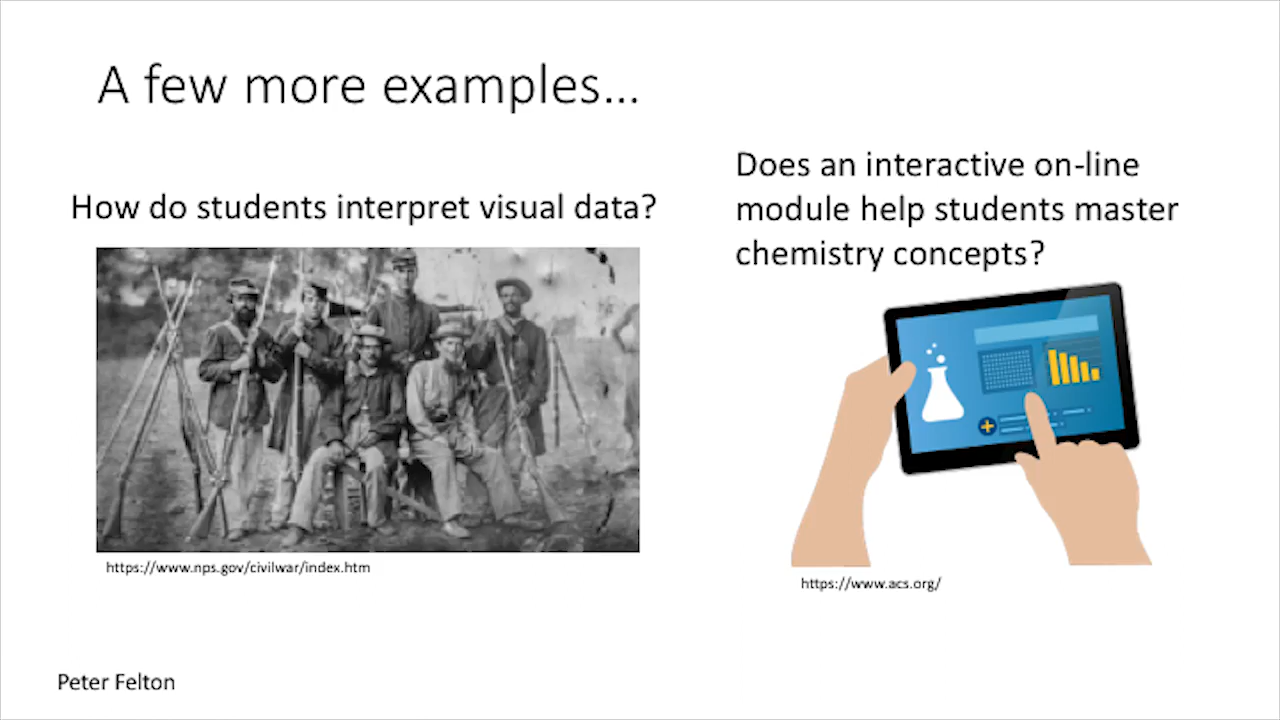 A few more examples...
How do students interpret visual data?
https://www.nps.gov/civilwar/index.htm
Does an interactive on-line
module help students master
chemistry concepts?
https://www.acs.org/
Peter Felton